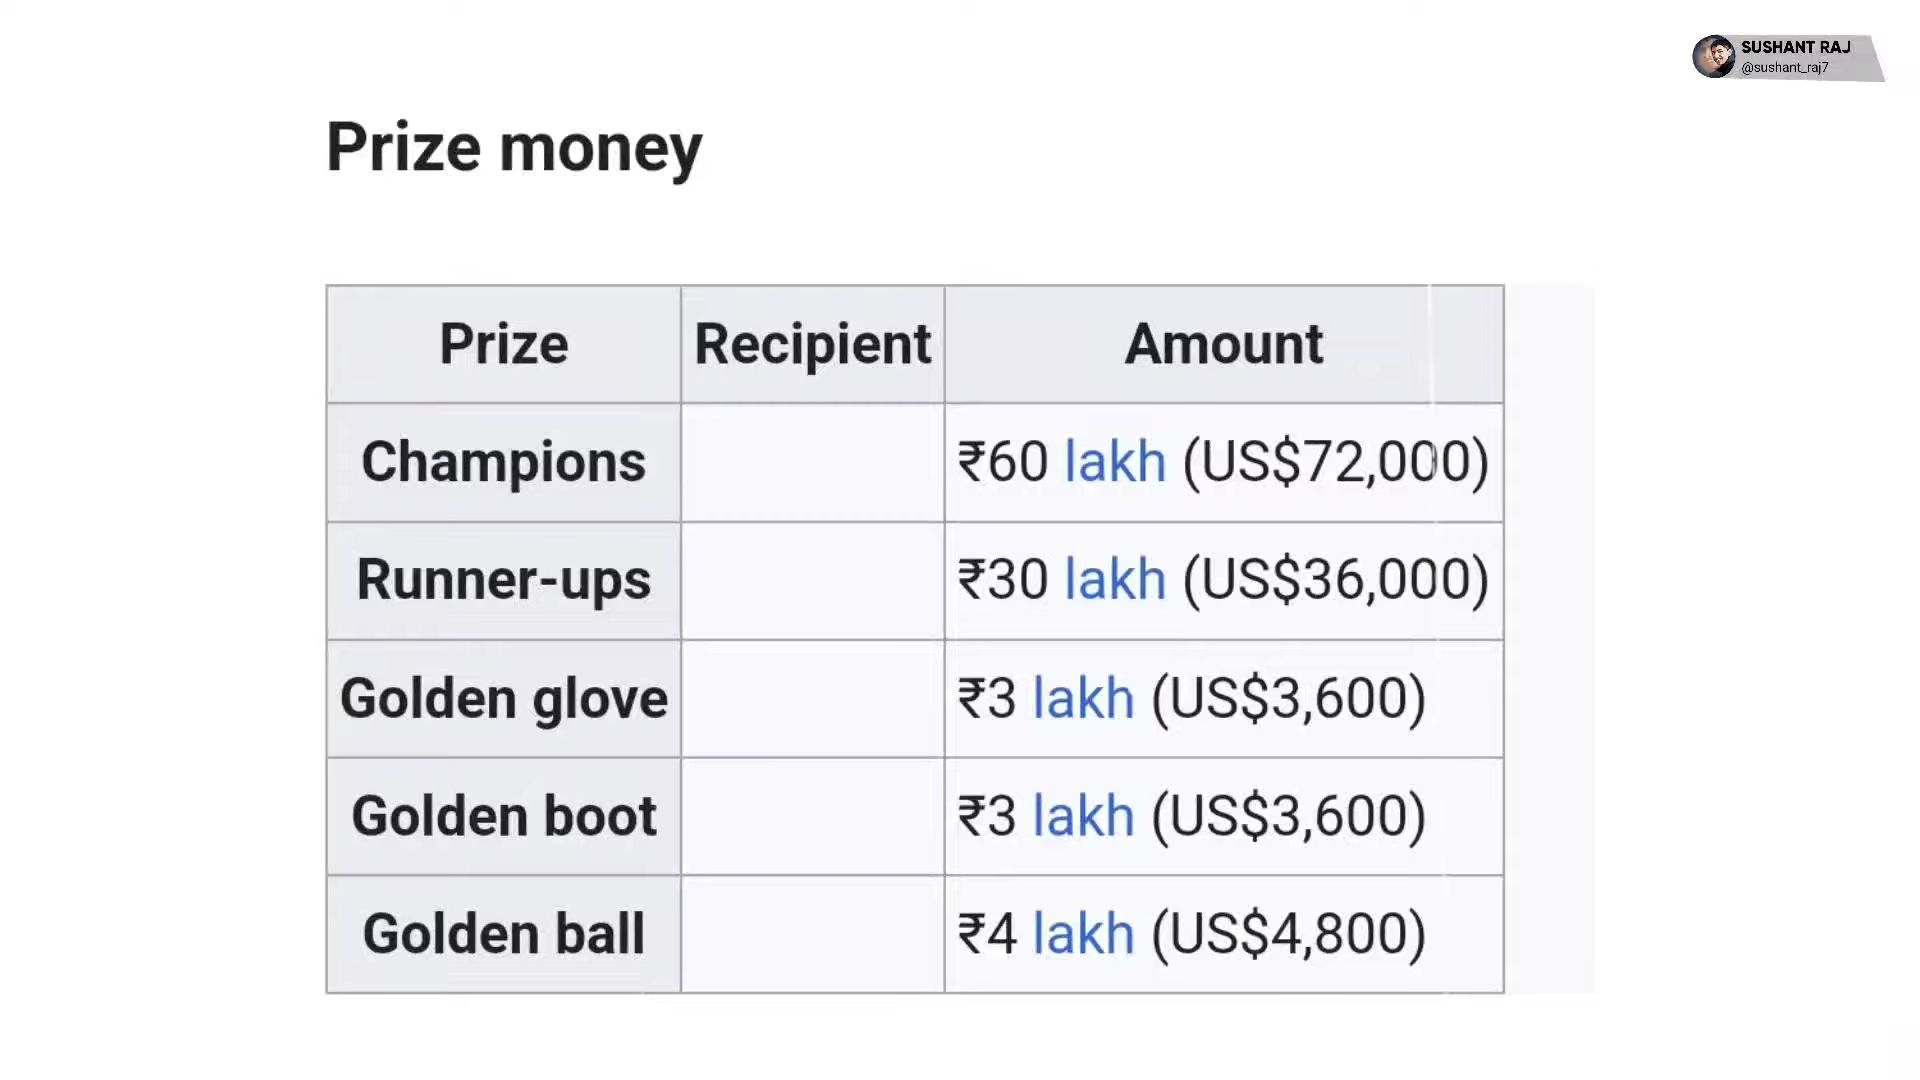 SUSHANT RAJ
@sushant_raj7
Prize money
Prize Recipient Amount
Champions ₹60 lakh (US$72,000)
Runner-ups ₹30 lakh (US$36,000)
Golden glove ₹3 lakh (US$3,600)
Golden boot ₹3 lakh (US$3,600)
Golden ball ₹4 lakh (US$4,800)